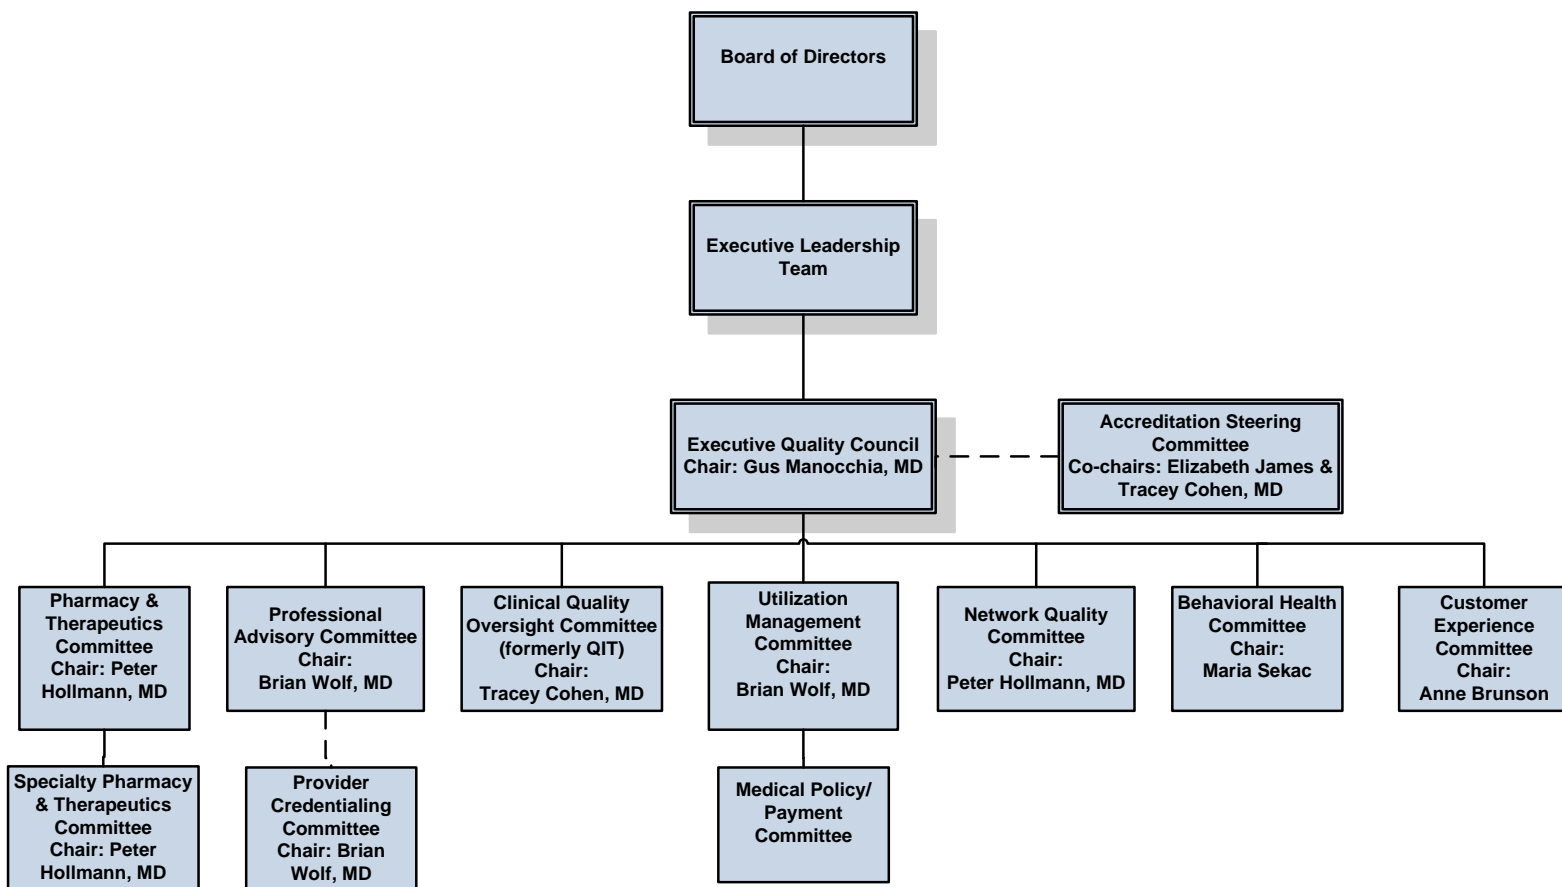 Board of Directors
Executive Leadership
Team
Executive Quality Council
Chair: Gus Manocchia, MD
Accreditation Steering
Committee
Co-chairs: Elizabeth James &
Tracey Cohen, MD
Pharmacy &
Therapeutics
Committee
Chair: Peter
Hollmann, MD
Professional
Advisory Committee
Chair:
Brian Wolf, MD
Clinical Quality
Oversight Committee
(formerly QIT)
Chair:
Tracey Cohen, MD
Utilization
Management
Committee
Chair:
Brian Wolf, MD
Network Quality
Committee
Chair:
Peter Hollmann, MD
Behavioral Health
Committee
Chair:
Maria Sekac
Customer
Experience
Committee
Chair:
Anne Brunson
Specialty Pharmacy
& Therapeutics
Committee
Chair: Peter
Hollmann, MD
Provider
Credentialing
Committee
Chair: Brian
Wolf, MD
Medical Policy/
Payment
Committee